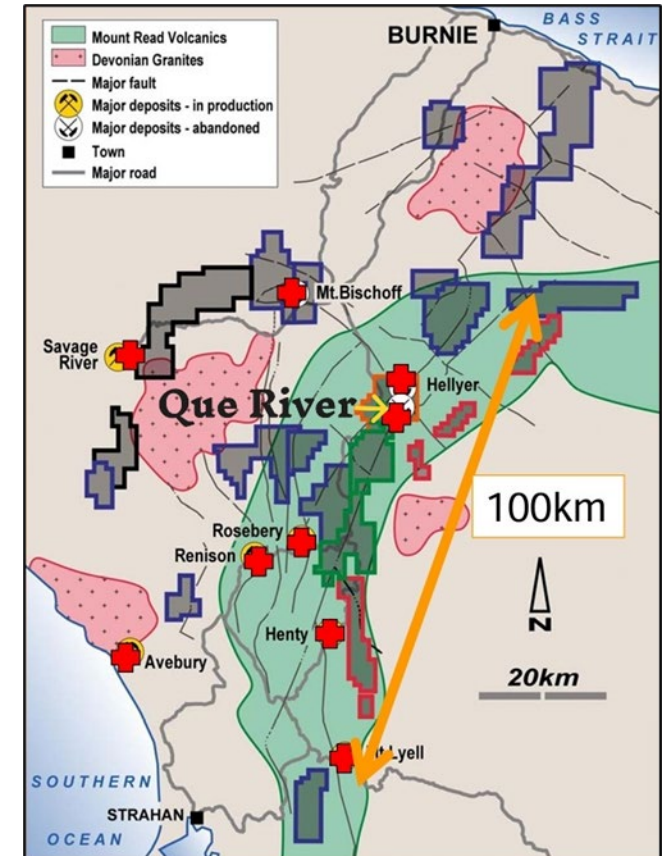 BASS
STRAIT
BURNIE
Mount Read Volcanics
Devonian Granites
Major fault
Major deposits - in production
Major deposits - abandoned
Town
Major road
Mt.Bischoff
Savage
River
Hellyer
Que River
100km
Rosebery
Renison
N
Henty
Avebury
20km
Lyell
SOUTHERN
STRAHAN
OCEAN